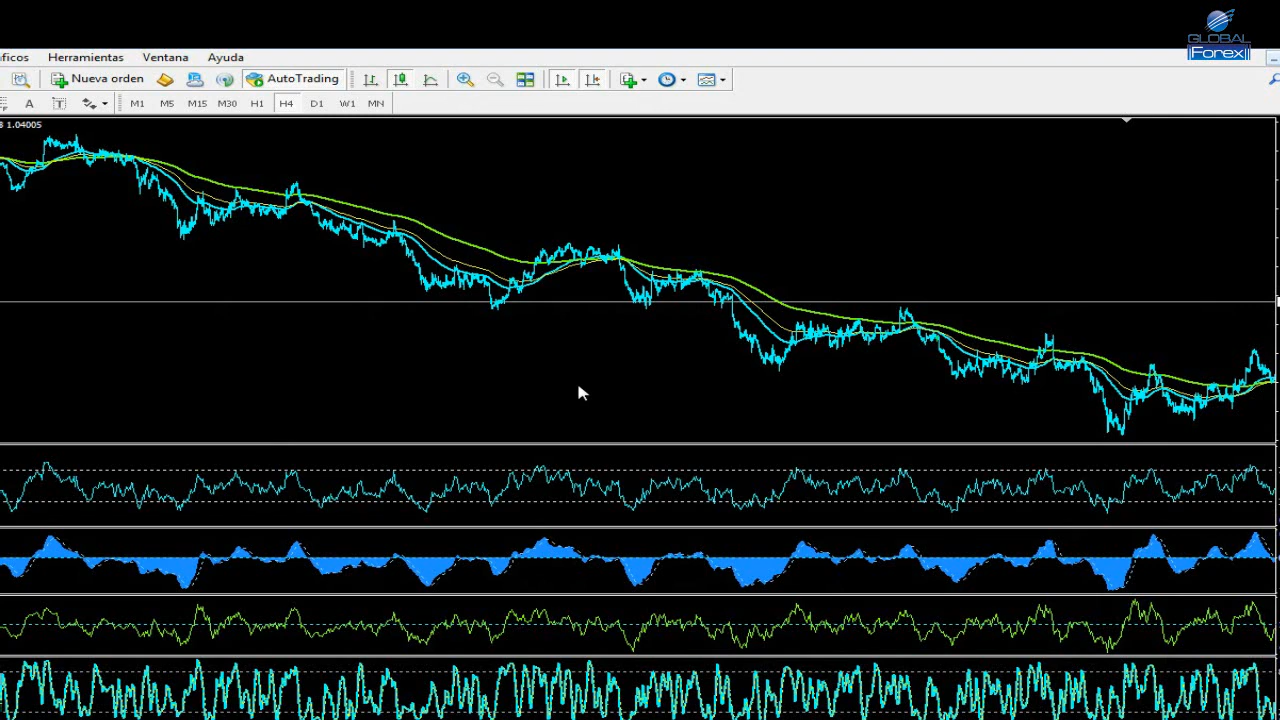 GLOBAL
Forex
ficos Herramientas Ventana Ayuda
Nueva orden AutoTrading
A T M1 M5 M15 M30 H1 H4 D1 W1 MN
1.04005